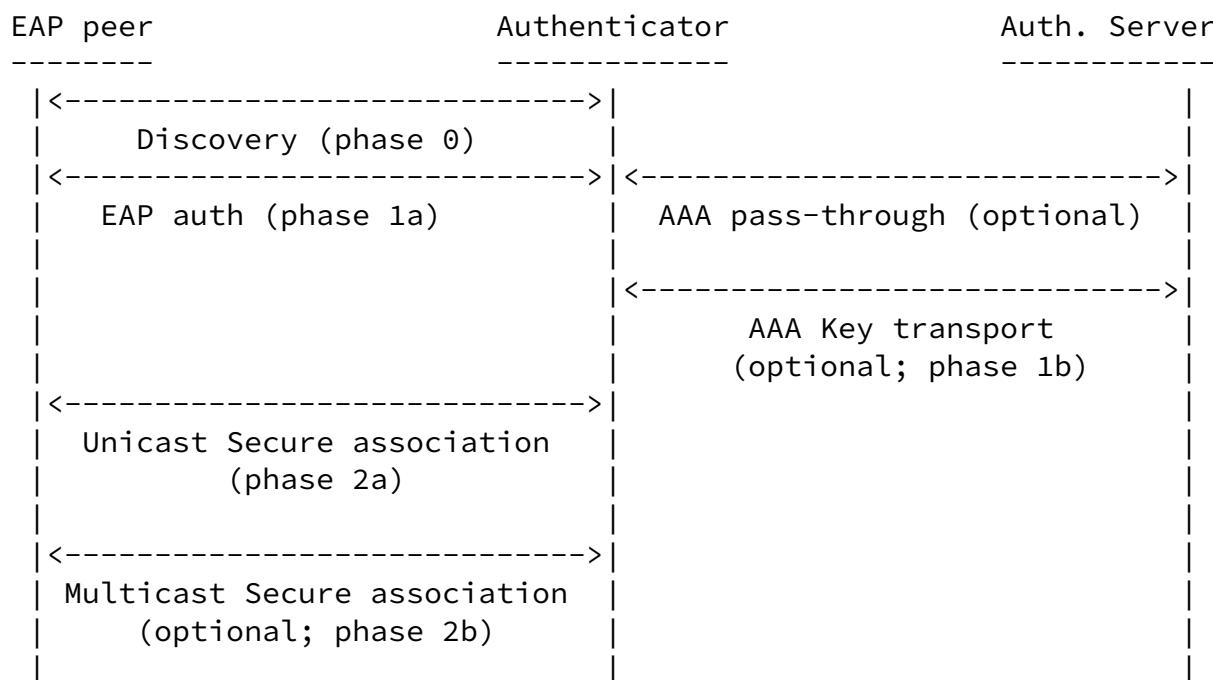 EAP peer                   Authenticator               Auth. Server
--------                   -------------               ------------
 |<----------------------------->|                               |
 |     Discovery (phase 0)       |                               |
 |<----------------------------->|<----------------------------->|
 |   EAP auth (phase 1a)         |  AAA pass-through (optional)  |
 |                               |                               |
 |                               |<----------------------------->|
 |                               |       AAA Key transport       |
 |                               |      (optional; phase 1b)     |
 |<----------------------------->|                               |
 |  Unicast Secure association   |                               |
 |          (phase 2a)           |                               |
 |                               |                               |
 |<----------------------------->|                               |
 | Multicast Secure association  |                               |
 |     (optional; phase 2b)      |                               |
 |                               |                               |